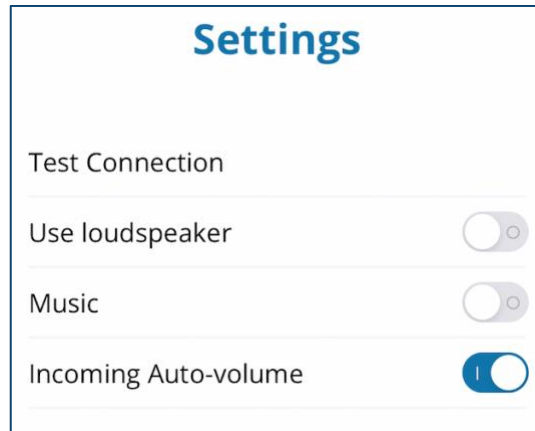 Settings
Test Connection
Use loudspeaker
Music
Incoming Auto-volume